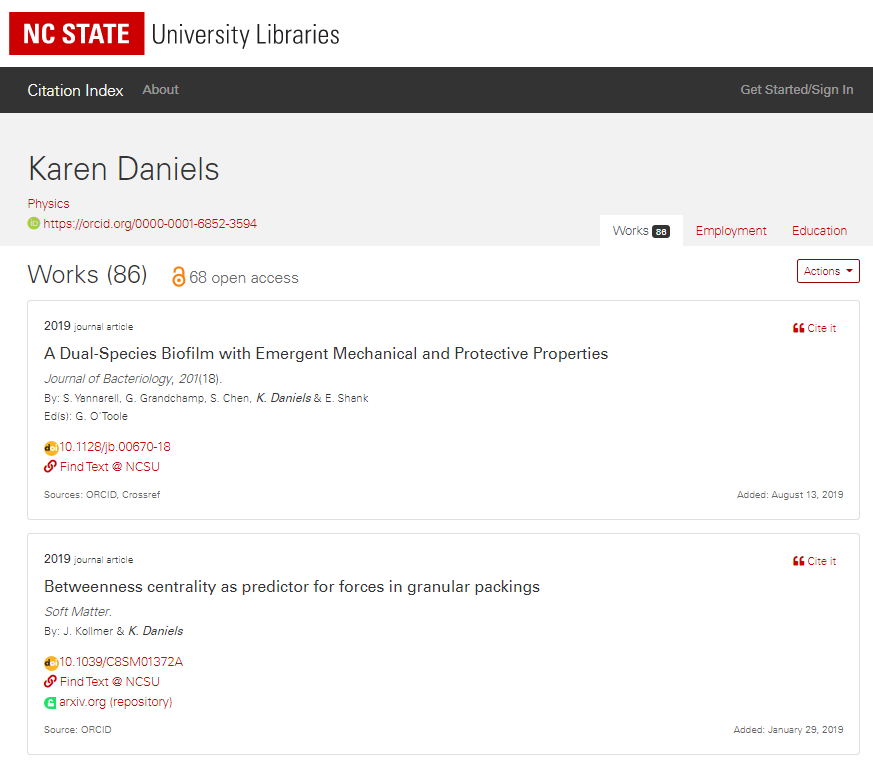 NC STATE University Libraries
Citation Index About Get Started/Sign In
Karen Daniels
Physics
iD https://orcid.org/0000-0001-6852-3594
Works 86 Employment Education
Works (86) 68 open access Actions
2019 journal article Cite it
A Dual-Species Biofilm with Emergent Mechanical and Protective Properties
Journal of Bacteriology, 201(18).
By: S. Yannarell, G. Grandchamp, S. Chen, K. Daniels & E. Shank
Ed(s): G. O'Toole
10.1128/jb.00670-18
Find Text @ NCSU
Sources: ORCID, Crossref Added: August 13, 2019
2019 journal article Cite it
Betweenness centrality as predictor for forces in granular packings
Soft Matter.
By: J. Kollmer & K. Daniels
10.1039/C8SM01372A
Find Text @ NCSU
arxiv.org (repository)
Source: ORCID Added: January 29, 2019